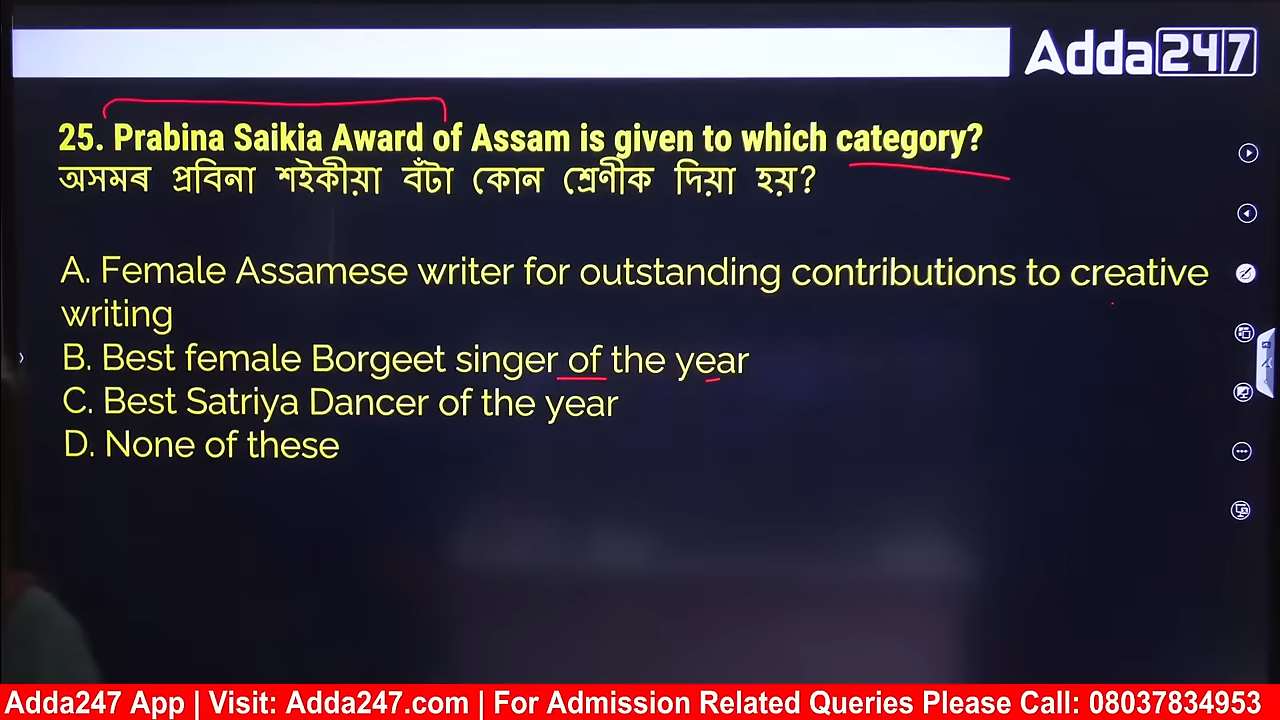 Adda247
25. Prabina Saikia Award of Assam is given to which category?
অসমৰ প্ৰবিনা শইকীয়া বঁটা কোন শ্ৰেণীক দিয়া হয়?
A. Female Assamese writer for outstanding contributions to creative
writing
B. Best female Borgeet singer of the year
C. Best Satriya Dancer of the year
D. None of these
Adda247 App | Visit: Adda247.com | For Admission Related Queries Please Call: 08037834953